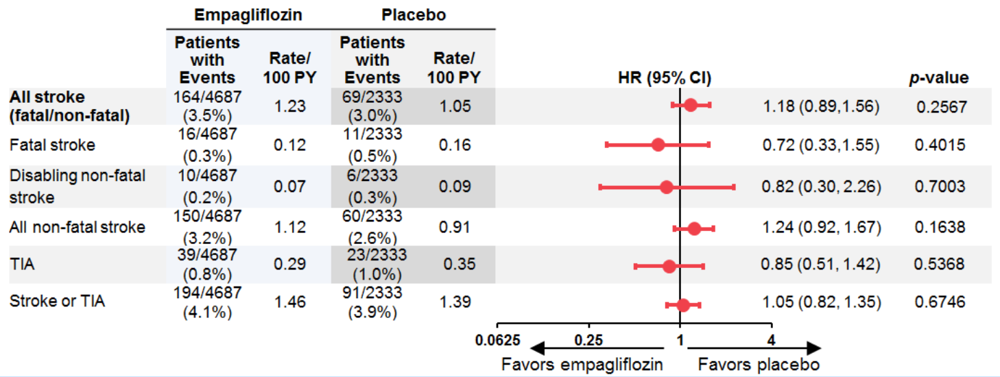 Empagliflozin Placebo
Patients with Events Rate/ 100 PY Patients with Events Rate/ 100 PY HR (95% CI) p-value
All stroke (fatal/non-fatal) 164/4687 (3.5%) 1.23 69/2333 (3.0%) 1.05 1.18 (0.89,1.56) 0.2567
Fatal stroke 16/4687 (0.3%) 0.12 11/2333 (0.5%) 0.16 0.72 (0.33,1.55) 0.4015
Disabling non-fatal stroke 10/4687 (0.2%) 0.07 6/2333 (0.3%) 0.09 0.82 (0.30, 2.26) 0.7003
All non-fatal stroke 150/4687 (3.2%) 1.12 60/2333 (2.6%) 0.91 1.24 (0.92, 1.67) 0.1638
TIA 39/4687 (0.8%) 0.29 23/2333 (1.0%) 0.35 0.85 (0.51, 1.42) 0.5368
Stroke or TIA 194/4687 (4.1%) 1.46 91/2333 (3.9%) 1.39 1.05 (0.82, 1.35) 0.6746
0.0625 0.25 1 4
Favors empagliflozin Favors placebo